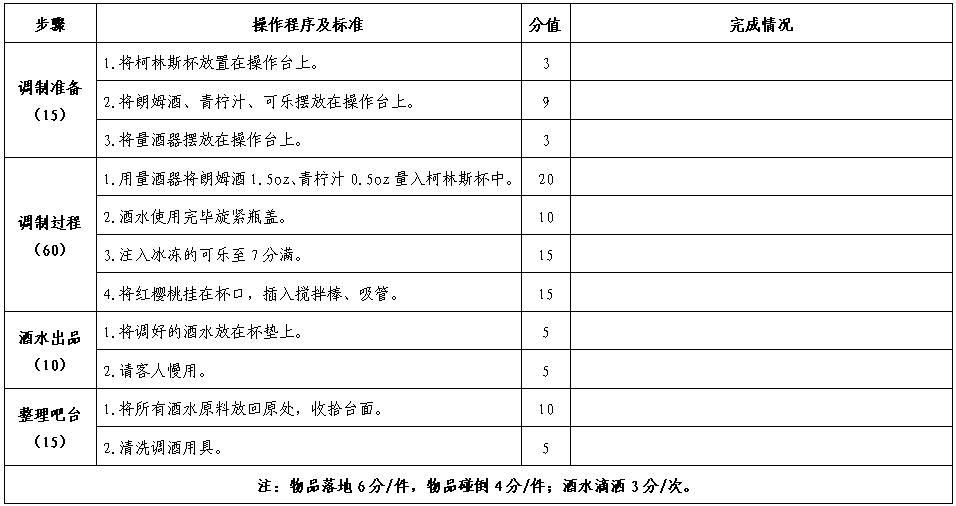 步骤 操作程序及标准 分值 完成情况
调制准备
（15）
1.将柯林斯杯放置在操作台上。 3
2.将朗姆酒、青柠汁、可乐摆放在操作台上。 9
3.将量酒器摆放在操作台上。 3
调制过程
（60）
1.用量酒器将朗姆酒1.5oz、青柠汁0.5oz量入柯林斯杯中。 20
2.酒水使用完毕旋紧瓶盖。 10
3.注入冰冻的可乐至7分满。 15
4.将红樱桃挂在杯口，插入搅拌棒、吸管。 15
酒水出品
（10）
1.将调好的酒水放在杯垫上。 5
2.请客人慢用。 5
整理吧台
（15）
1.将所有酒水原料放回原处，收拾台面。 10
2.清洗调酒用具。 5
注：物品落地6分/件，物品碰倒4分/件；酒水滴洒3分/次。